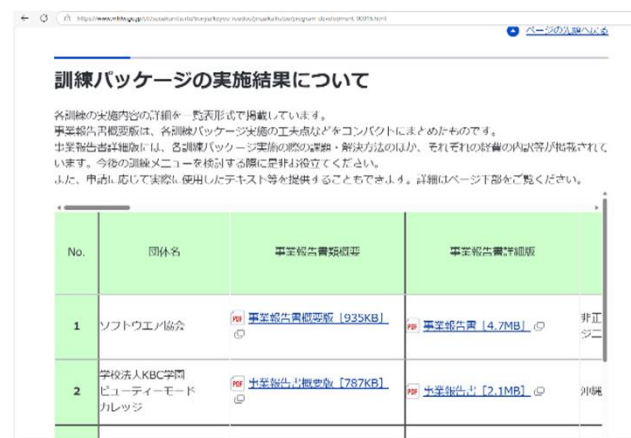 ページの先頭へ戻る
訓練パッケージの実施結果について
各訓練の実施内容の詳細を一覧表形式で掲載しています。
事業報告書概要版は、各訓練パッケージ実施の工夫点などをコンパクトにまとめたものです。
事業報告書詳細版には、各訓練パッケージ実施の際の課題・解決方法のほか、それぞれの経費の内訳等が掲載されて
います。今後の訓練メニューを検討する際に是非お役立てください。
また、申請に応じて実際に使用したテキスト等を提供することもできます。詳細はページ下部をご覧ください。
No. 団体名 事業報告書類概要 事業報告書詳細版
1 ソフトウエア協会 PDF 事業報告書概要版 [935KB] PDF 事業報告書 [4.7MB] 非正
学校法人KBC学園
2 ビューティーモード PDF 事業報告書概要版 [787KB] PDF 事業報告書 [2.1MB] 沖縄
カレッジ